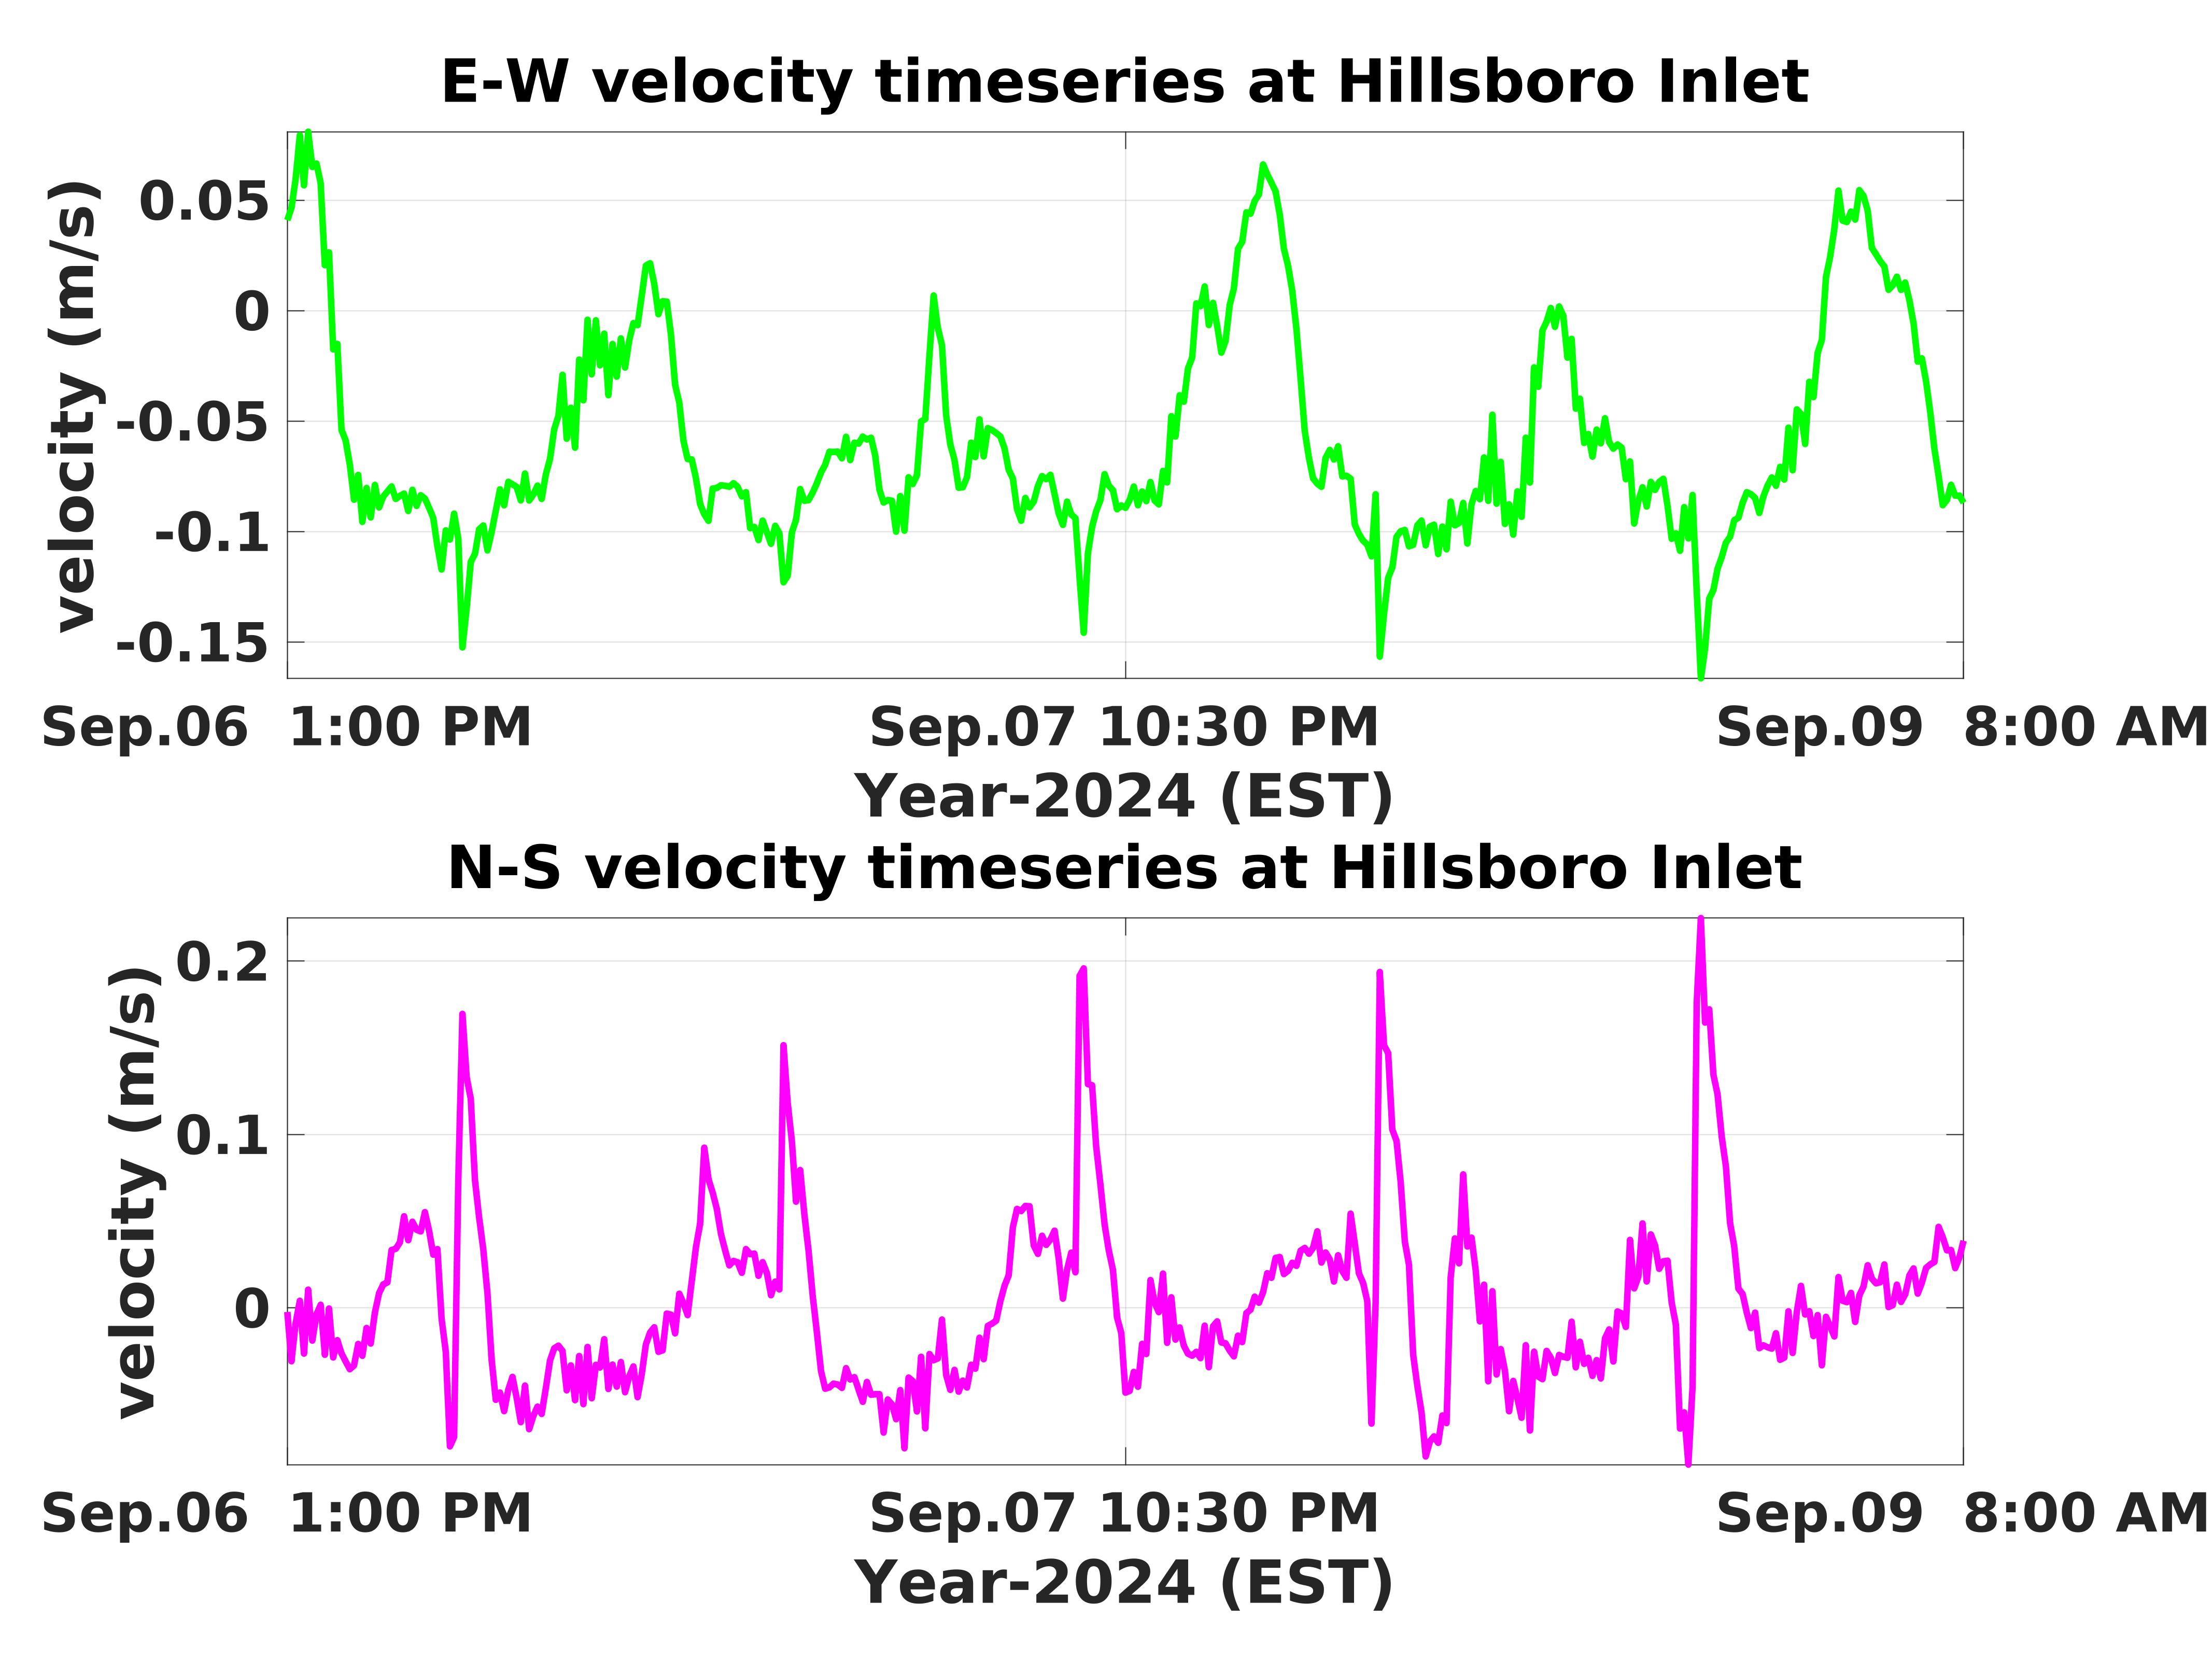 E-W velocity timeseries at Hillsboro Inlet
velocity (m/s)
0.05
0
-0.05
-0.1
-0.15
Sep.06 1:00 PM
Sep.07 10:30 PM
Sep.09 8:00 AM
Year-2024 (EST)
N-S velocity timeseries at Hillsboro Inlet
velocity (m/s)
0.2
0.1
0
Sep.06 1:00 PM
Sep.07 10:30 PM
Sep.09 8:00 AM
Year-2024 (EST)